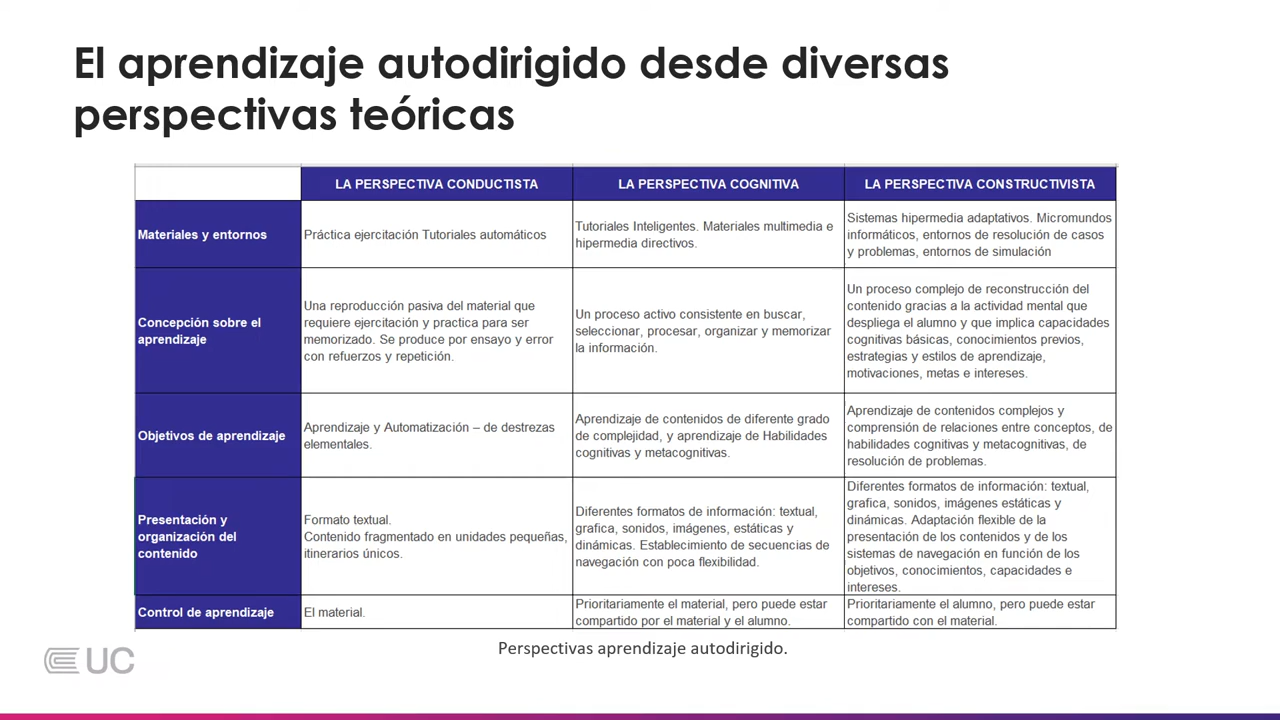 El aprendizaje autodirigido desde diversas
perspectivas teóricas
LA PERSPECTIVA CONDUCTISTA
LA PERSPECTIVA COGNITIVA
LA PERSPECTIVA CONSTRUCTIVISTA
Materiales y entornos
Práctica ejercitación Tutoriales automáticos
Tutoriales Inteligentes. Materiales multimedia e
hipermedia directivos.
Sistemas hipermedia adaptativos. Micromundos
informáticos, entornos de resolución de casos
y problemas, entornos de simulación
Concepción sobre el
aprendizaje
Una reproducción pasiva del material que
requiere ejercitación y practica para ser
memorizado. Se produce por ensayo y error
con refuerzos y repetición.
Un proceso activo consistente en buscar,
seleccionar, procesar, organizar y memorizar
la información.
Un proceso complejo de reconstrucción del
contenido gracias a la actividad mental que
despliega el alumno y que implica capacidades
cognitivas básicas, conocimientos previos,
estrategias y estilos de aprendizaje,
motivaciones, metas e intereses.
Objetivos de aprendizaje
Aprendizaje y Automatización – de destrezas
elementales.
Aprendizaje de contenidos de diferente grado
de complejidad, y aprendizaje de Habilidades
cognitivas y metacognitivas.
Aprendizaje de contenidos complejos y
comprensión de relaciones entre conceptos, de
habilidades cognitivas y metacognitivas, de
resolución de problemas.
Presentación y
organización del
contenido
Formato textual.
Contenido fragmentado en unidades pequeñas,
itinerarios únicos.
Diferentes formatos de información: textual,
grafica, sonidos, imágenes, estáticas y
dinámicas. Establecimiento de secuencias de
navegación con poca flexibilidad.
Diferentes formatos de información: textual,
grafica, sonidos, imágenes estáticas y
dinámicas. Adaptación flexible de la
presentación de los contenidos y de los
sistemas de navegación en función de los
objetivos, conocimientos, capacidades e
intereses.
Control de aprendizaje
El material.
Prioritariamente el material, pero puede estar
compartido por el material y el alumno.
Prioritariamente el alumno, pero puede estar
compartido con el material.
Perspectivas aprendizaje autodirigido.
UC